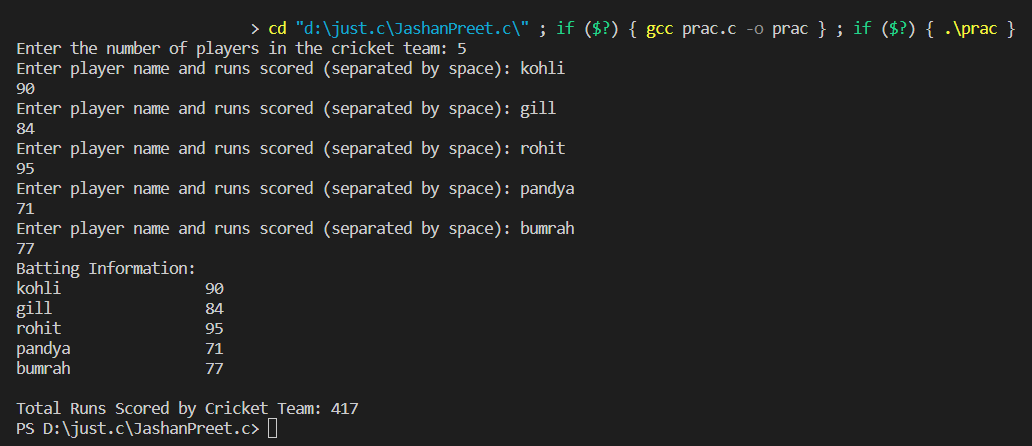 > cd "d:\just.c\JashanPreet.c\" ; if ($?) { gcc prac.c -o prac } ; if ($?) { .\prac }
Enter the number of players in the cricket team: 5
Enter player name and runs scored (separated by space): kohli
90
Enter player name and runs scored (separated by space): gill
84
Enter player name and runs scored (separated by space): rohit
95
Enter player name and runs scored (separated by space): pandya
71
Enter player name and runs scored (separated by space): bumrah
77
Batting Information:
kohli                90
gill                 84
rohit                95
pandya               71
bumrah               77
Total Runs Scored by Cricket Team: 417
PS D:\just.c\JashanPreet.c>